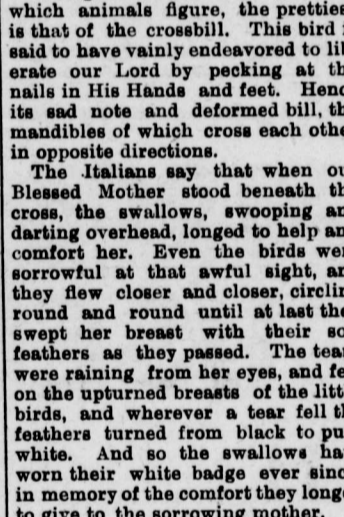 which animals figure, the pretties
is that of the crossbill. This bird i
said to have vainly endeavored to lib
erate our Lord by pecking at th
nails in His Hands and feet. Henc
its sad note and deformed bill, th
mandibles of which cross each othe
in opposite directions.
The Italians say that when ou
Blessed Mother stood beneath th
cross, the swallows, swooping an
darting overhead, longed to help an
comfort her. Even the birds wer
sorrowful at that awful sight, an
they flew closer and closer, circlin
round and round until at last the
swept her breast with their so
feathers as they passed. The tear
were raining from her eyes, and fe
on the upturned breasts of the litt
birds, and wherever a tear fell th
feathers turned from black to pu
white. And so the swallows ha
worn their white badge ever sinc
in memory of the comfort they longe
to give to the sorrowing mother.